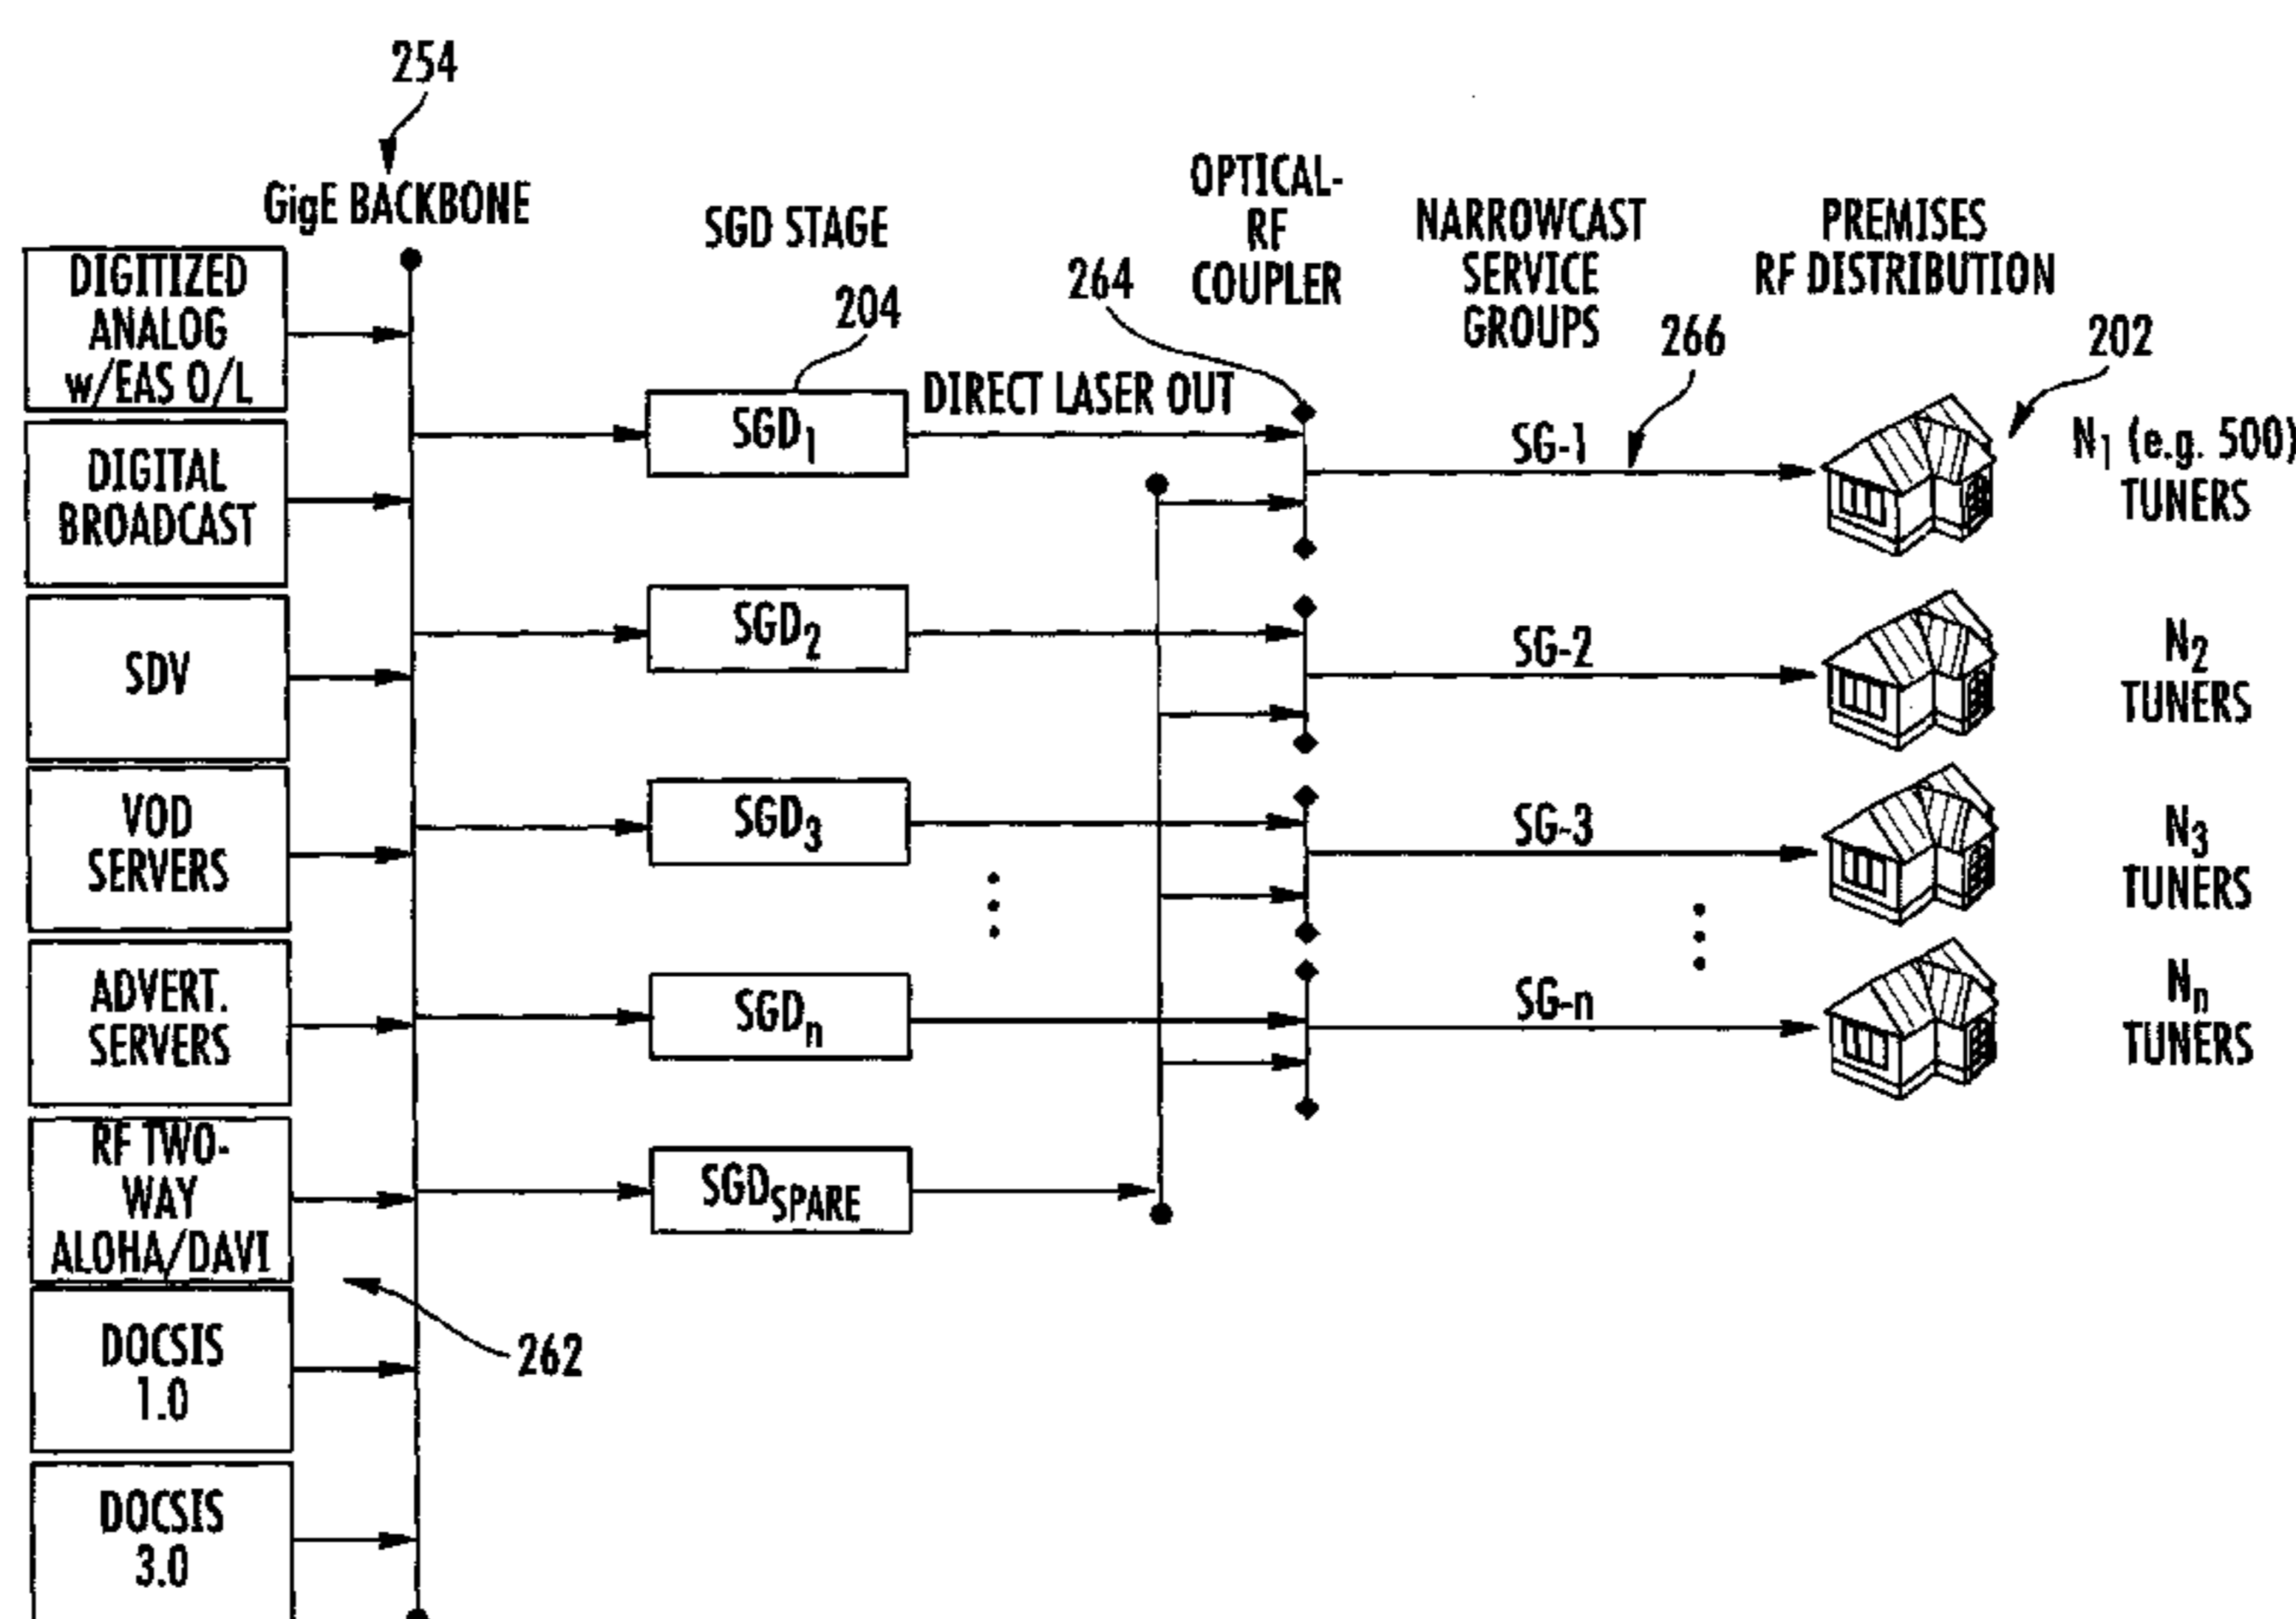 254
GigE BACKBONE
SGD STAGE
OPTICAL-
RF
COUPLER
NARROWCAST
SERVICE
GROUPS
PREMISES
RF DISTRIBUTION
DIGITIZED
ANALOG
w/EAS O/L
DIGITAL
BROADCAST
SDV
VOD
SERVERS
ADVERT.
SERVERS
RF TWO-
WAY
ALOHA/DAVI
DOCSIS
1.0
DOCSIS
3.0
262
204
SGD1
SGD2
SGD3
SGDn
SGDSPARE
DIRECT LASER OUT
264
SG-1
SG-2
SG-3
SG-n
266
202
N1 (e.g. 500)
TUNERS
N2
TUNERS
N3
TUNERS
Nn
TUNERS